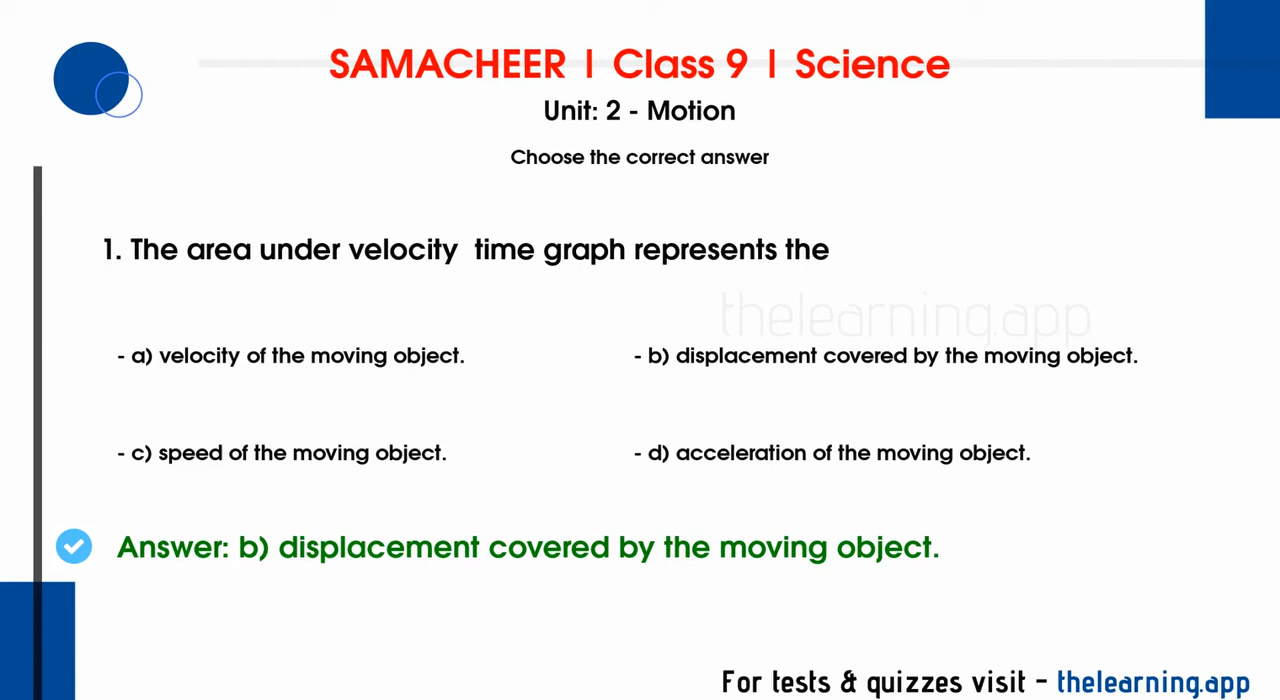 SAMACHEER | Class 9 | Science
Unit: 2 - Motion
Choose the correct answer
1. The area under velocity  time graph represents the
thelearning.app
- a) velocity of the moving object.
- b) displacement covered by the moving object.
- c) speed of the moving object.
- d) acceleration of the moving object.
Answer: b) displacement covered by the moving object.
For tests & quizzes visit - thelearning.app